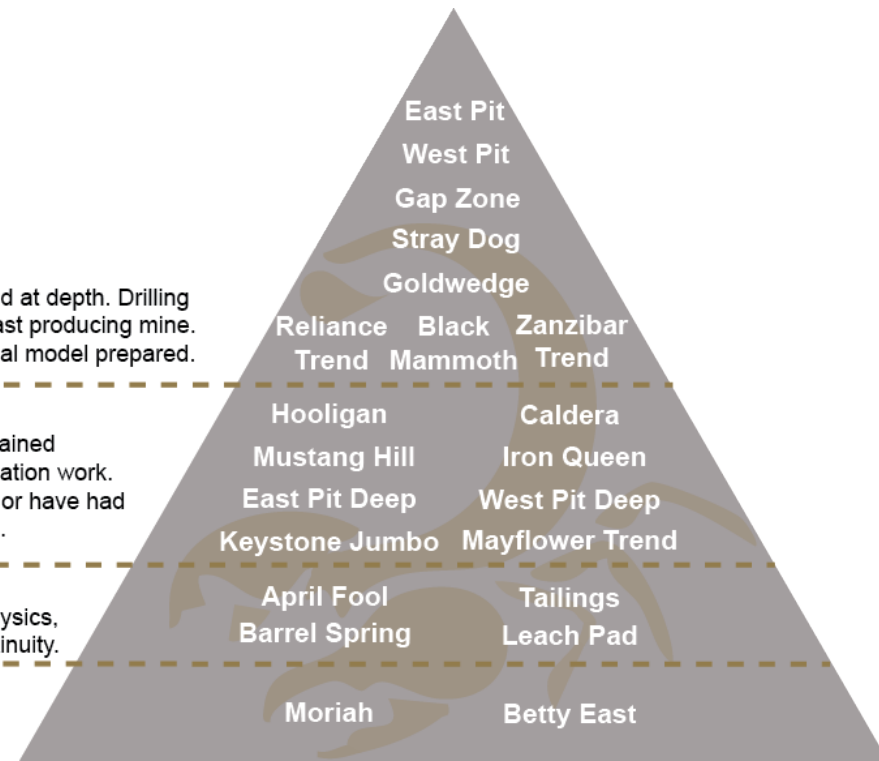 East Pit
West Pit
Gap Zone
Stray Dog
Goldwedge
d at depth. Drilling
ast producing mine.
al model prepared.
Reliance Black Zanzibar
Trend Mammoth Trend
Hooligan Caldera
ained
ation work.
or have had
.
Mustang Hill Iron Queen
East Pit Deep West Pit Deep
Keystone Jumbo Mayflower Trend
ysics,
inuity.
April Fool Tailings
Barrel Spring Leach Pad
Moriah Betty East